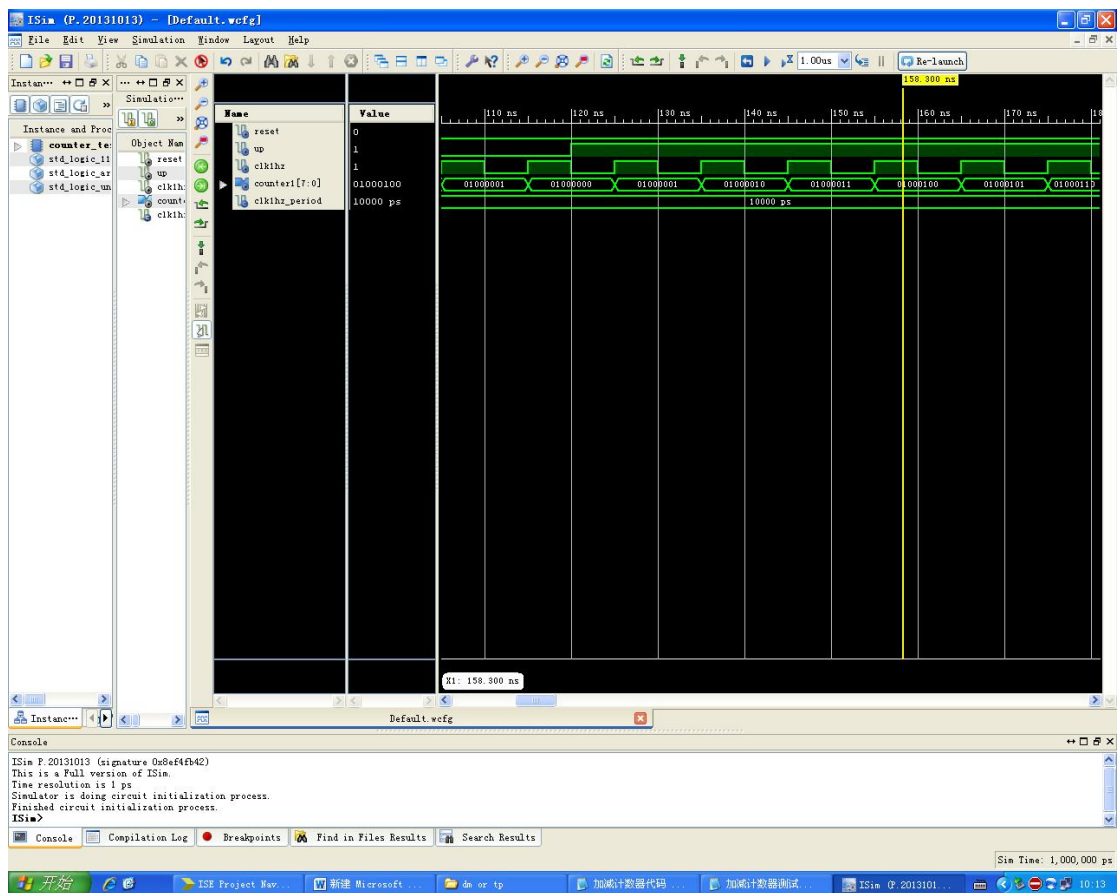 ISim (P.20131013) - [Default.wcfg]
File Edit View Simulation Window Layout Help
1.00us
Re-launch
Instan···
Simulatio···
Instance and Proc
counter_te:
std_logic_11
std_logic_ar
std_logic_un
Object Nam
reset
up
clk1h:
count
clk1h:
Name Value
reset 0
up 1
clk1hz 1
counter1[7:0] 01000100
clk1hz_period 10000 ps
158.300 ns
110 ns 120 ns 130 ns 140 ns 150 ns 160 ns 170 ns 18
01000001 01000000 01000001 01000010 01000011 01000100 01000101 01000110
10000 ps
X1: 158.300 ns
Instanc···
Default.wcfg
Console
ISim P.20131013 (signature 0x8ef4fb42)
This is a Full version of ISim.
Time resolution is 1 ps
Simulator is doing circuit initialization process.
Finished circuit initialization process.
ISim>
Console Compilation Log Breakpoints Find in Files Results Search Results
Sim Time: 1,000,000 ps
开始 ISE Project Nav... 新建 Microsoft ... dm or tp 加减计数器代码 ... 加减计数器测试... ISim (P.2013101... 10:13